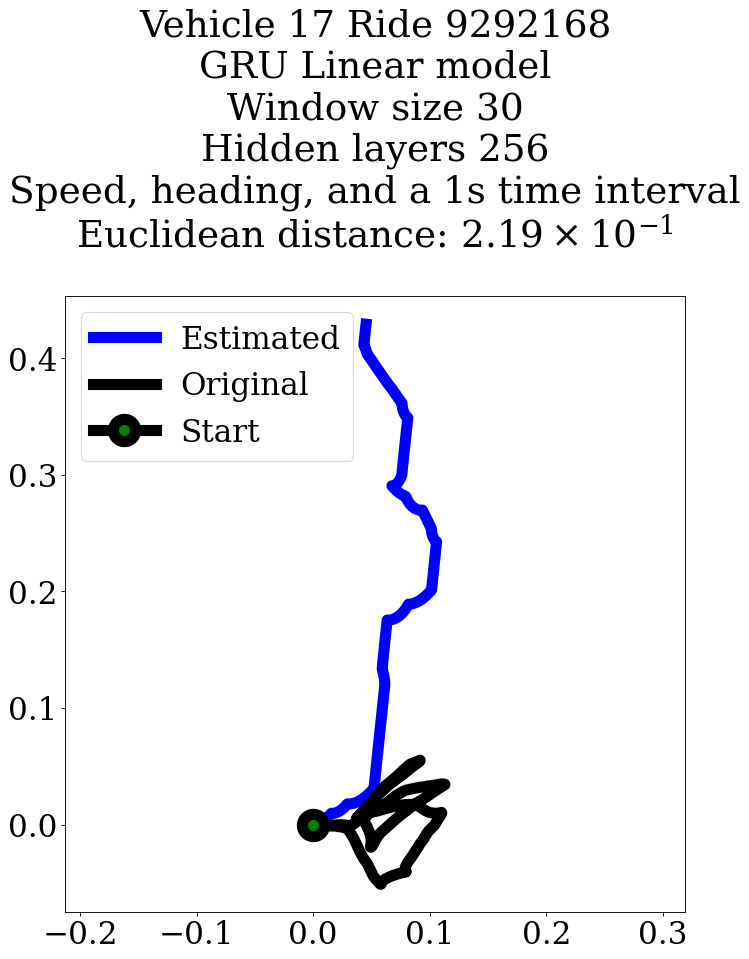 Vehicle 17 Ride 9292168
GRU Linear model
Window size 30
Hidden layers 256
Speed, heading, and a 1s time interval
Euclidean distance: 2.19 × 10⁻¹
Estimated
Original
Start
0.4
0.3
0.2
0.1
0.0
−0.2 −0.1 0.0 0.1 0.2 0.3